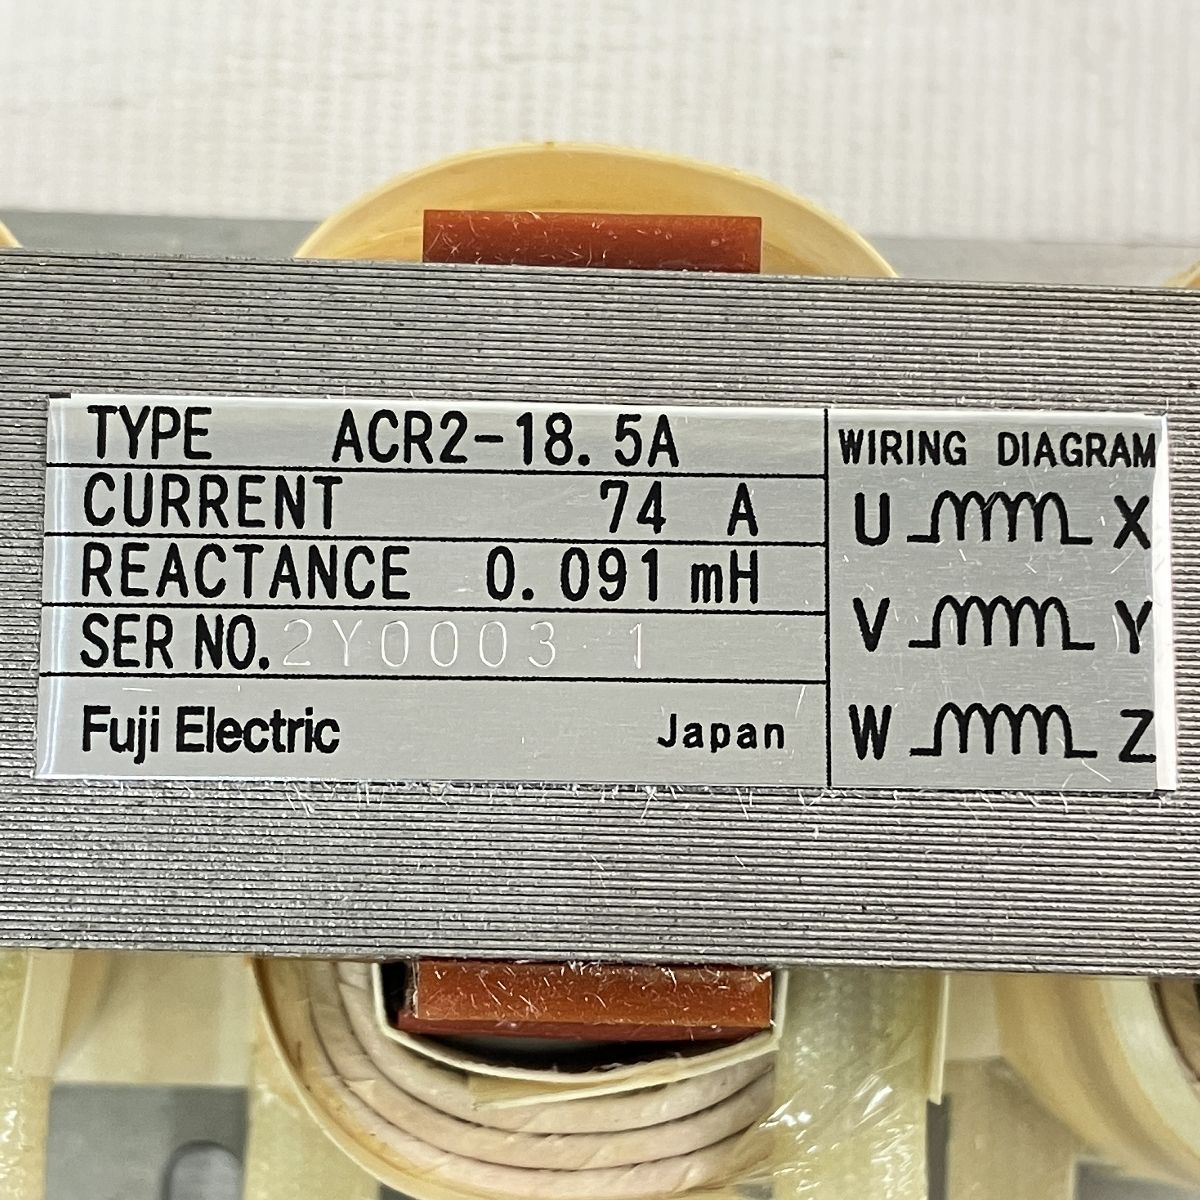 TYPE ACR2-18.5A
CURRENT 74 A
REACTANCE 0.091 mH
SER NO. 2Y0003 1
Fuji Electric Japan
WIRING DIAGRAM
U X
V Y
W Z